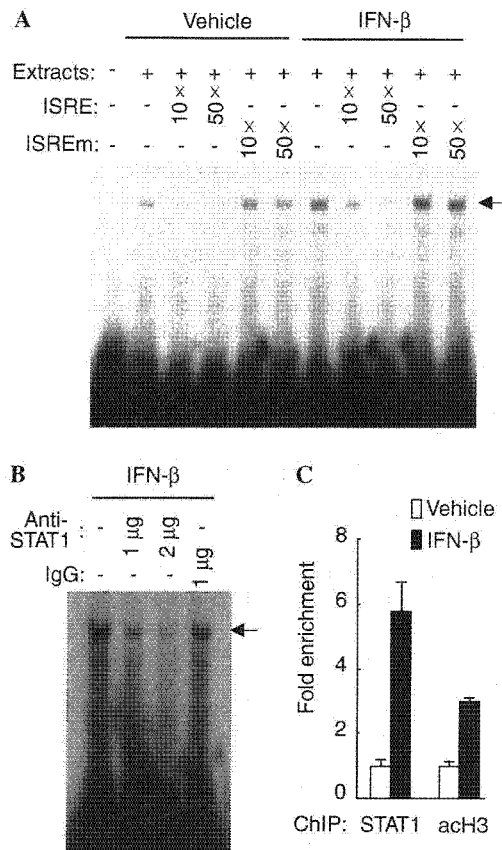 A
Vehicle IFN-β
Extracts: - + + + + + + + + + +
ISRE: - - 10× 50× - - - 10× 50× - -
ISREm: - - - - 10× 50× - - - 10× 50×
B
IFN-β
Anti-
STAT1: - 1 µg 2 µg -
IgG: - - - 1 µg
C
Vehicle
IFN-β
Fold enrichment
8
6
4
2
0
ChIP: STAT1 acH3